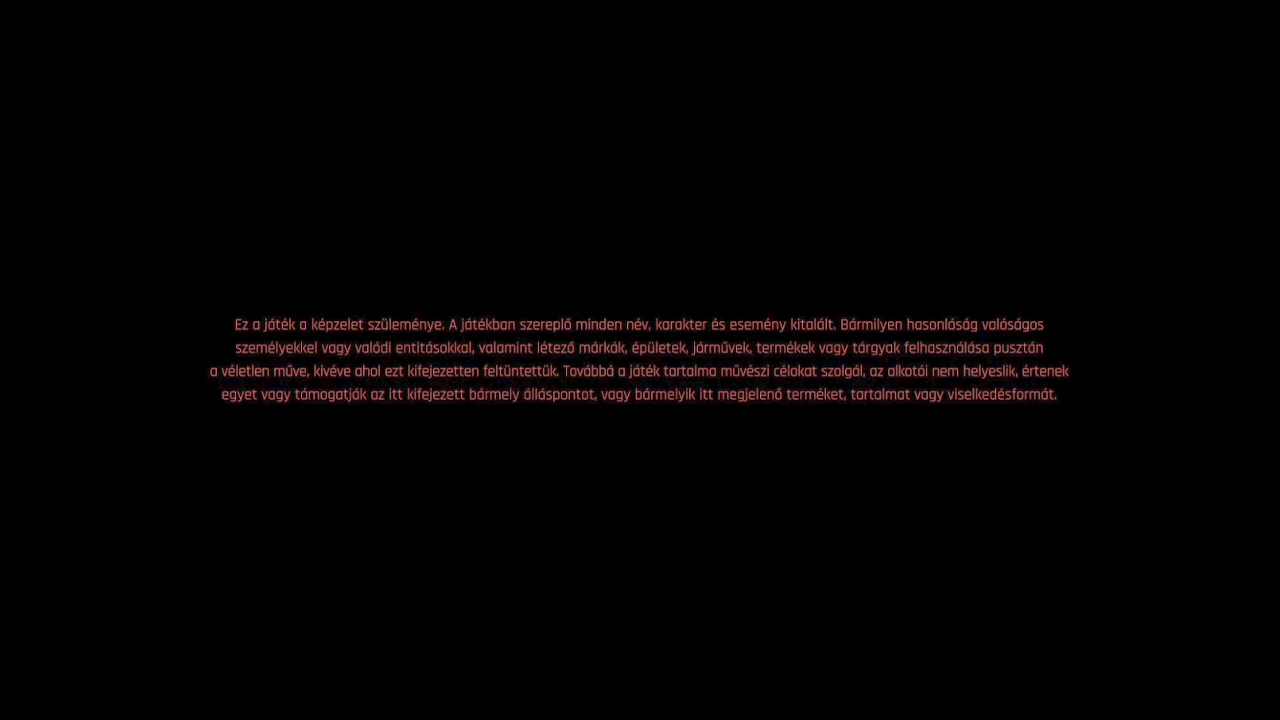 Ez a játék a képzelet szüleménye. A játékban szereplő minden név, karakter és esemény kitalált. Bármilyen hasonlóság valóságos
személyekkel vagy valódi entitásokkal, valamint létező márkák, épületek, járművek, termékek vagy tárgyak felhasználása pusztán
a véletlen műve, kivéve ahol ezt kifejezetten feltüntettük. Továbbá a játék tartalma művészi célokat szolgál, az alkotói nem helyeslik, értenek
egyet vagy támogatják az itt kifejezett bármely álláspontot, vagy bármelyik itt megjelenő terméket, tartalmat vagy viselkedésformát.